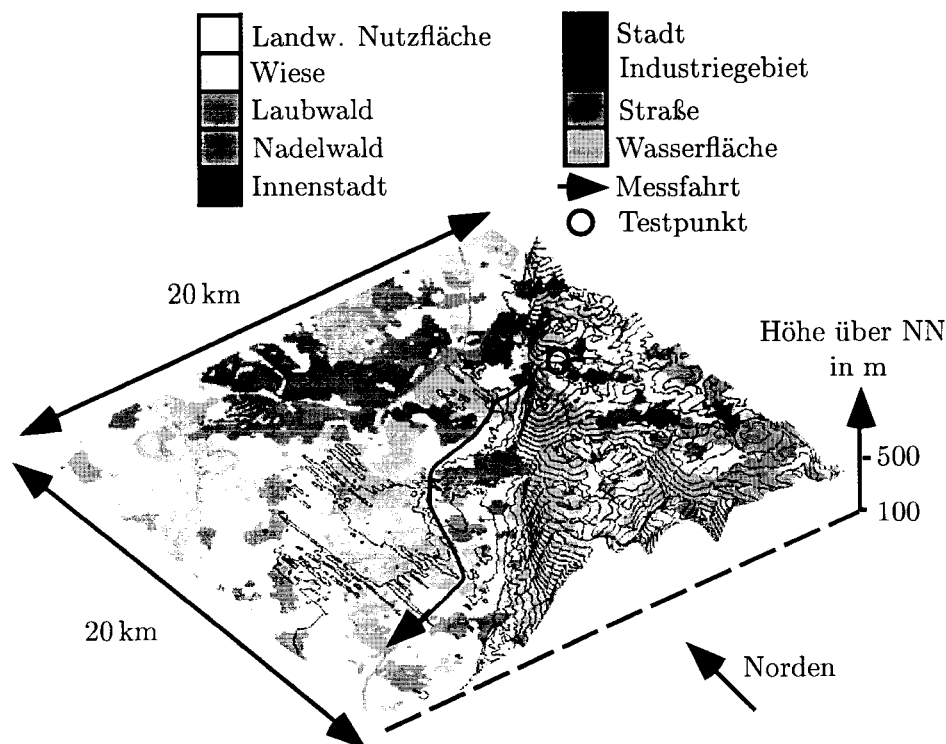 Landw. Nutzfläche
Wiese
Laubwald
Nadelwald
Innenstadt
Stadt
Industriegebiet
Straße
Wasserfläche
Messfahrt
Testpunkt
20 km
Höhe über NN
in m
500
100
20 km
Norden